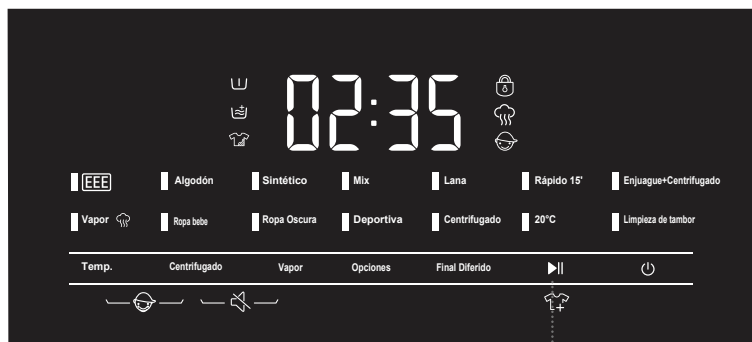 02:35
EEE Algodón Sintético Mix Lana Rápido 15' Enjuague+Centrifugado
Vapor Ropa bebe Ropa Oscura Deportiva Centrifugado 20°C Limpieza de tambor
Temp. Centrifugado Vapor Opciones Final Diferido